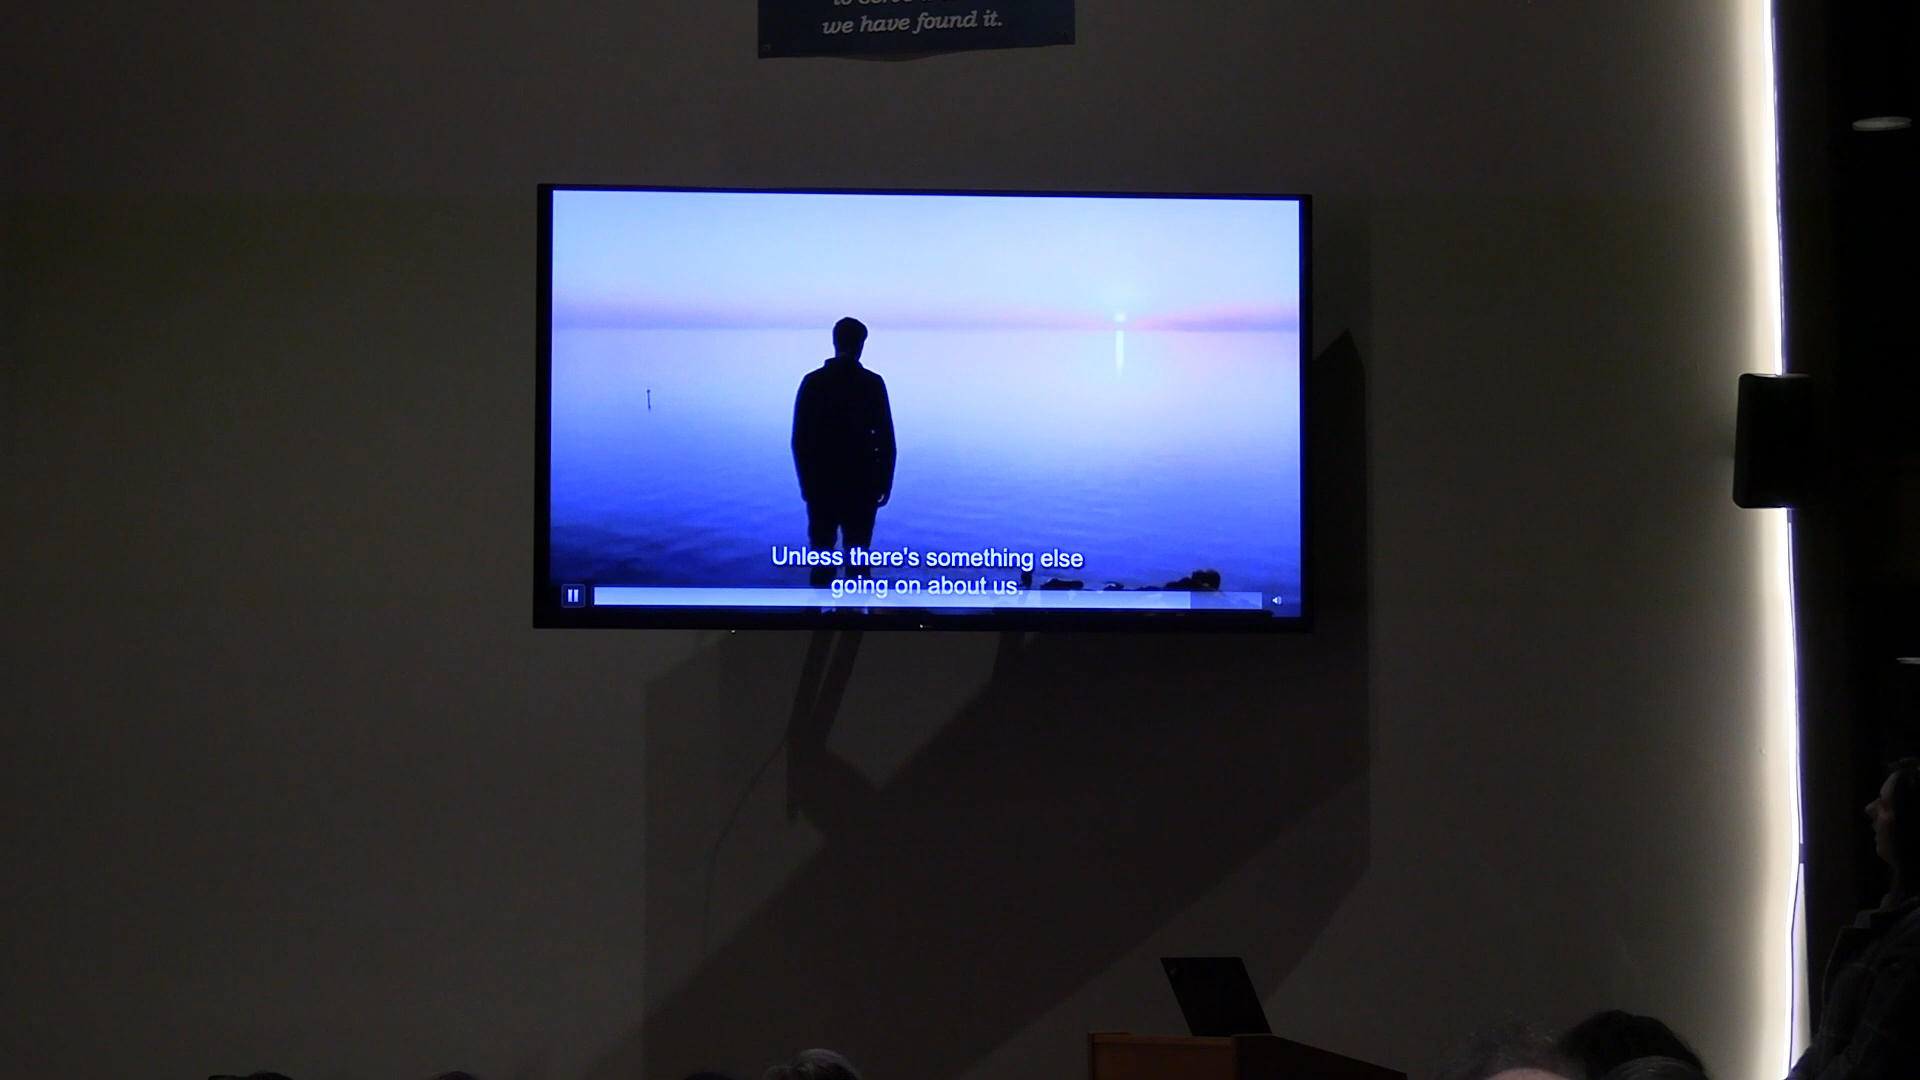 we have found it.
Unless there's something else
going on about us.